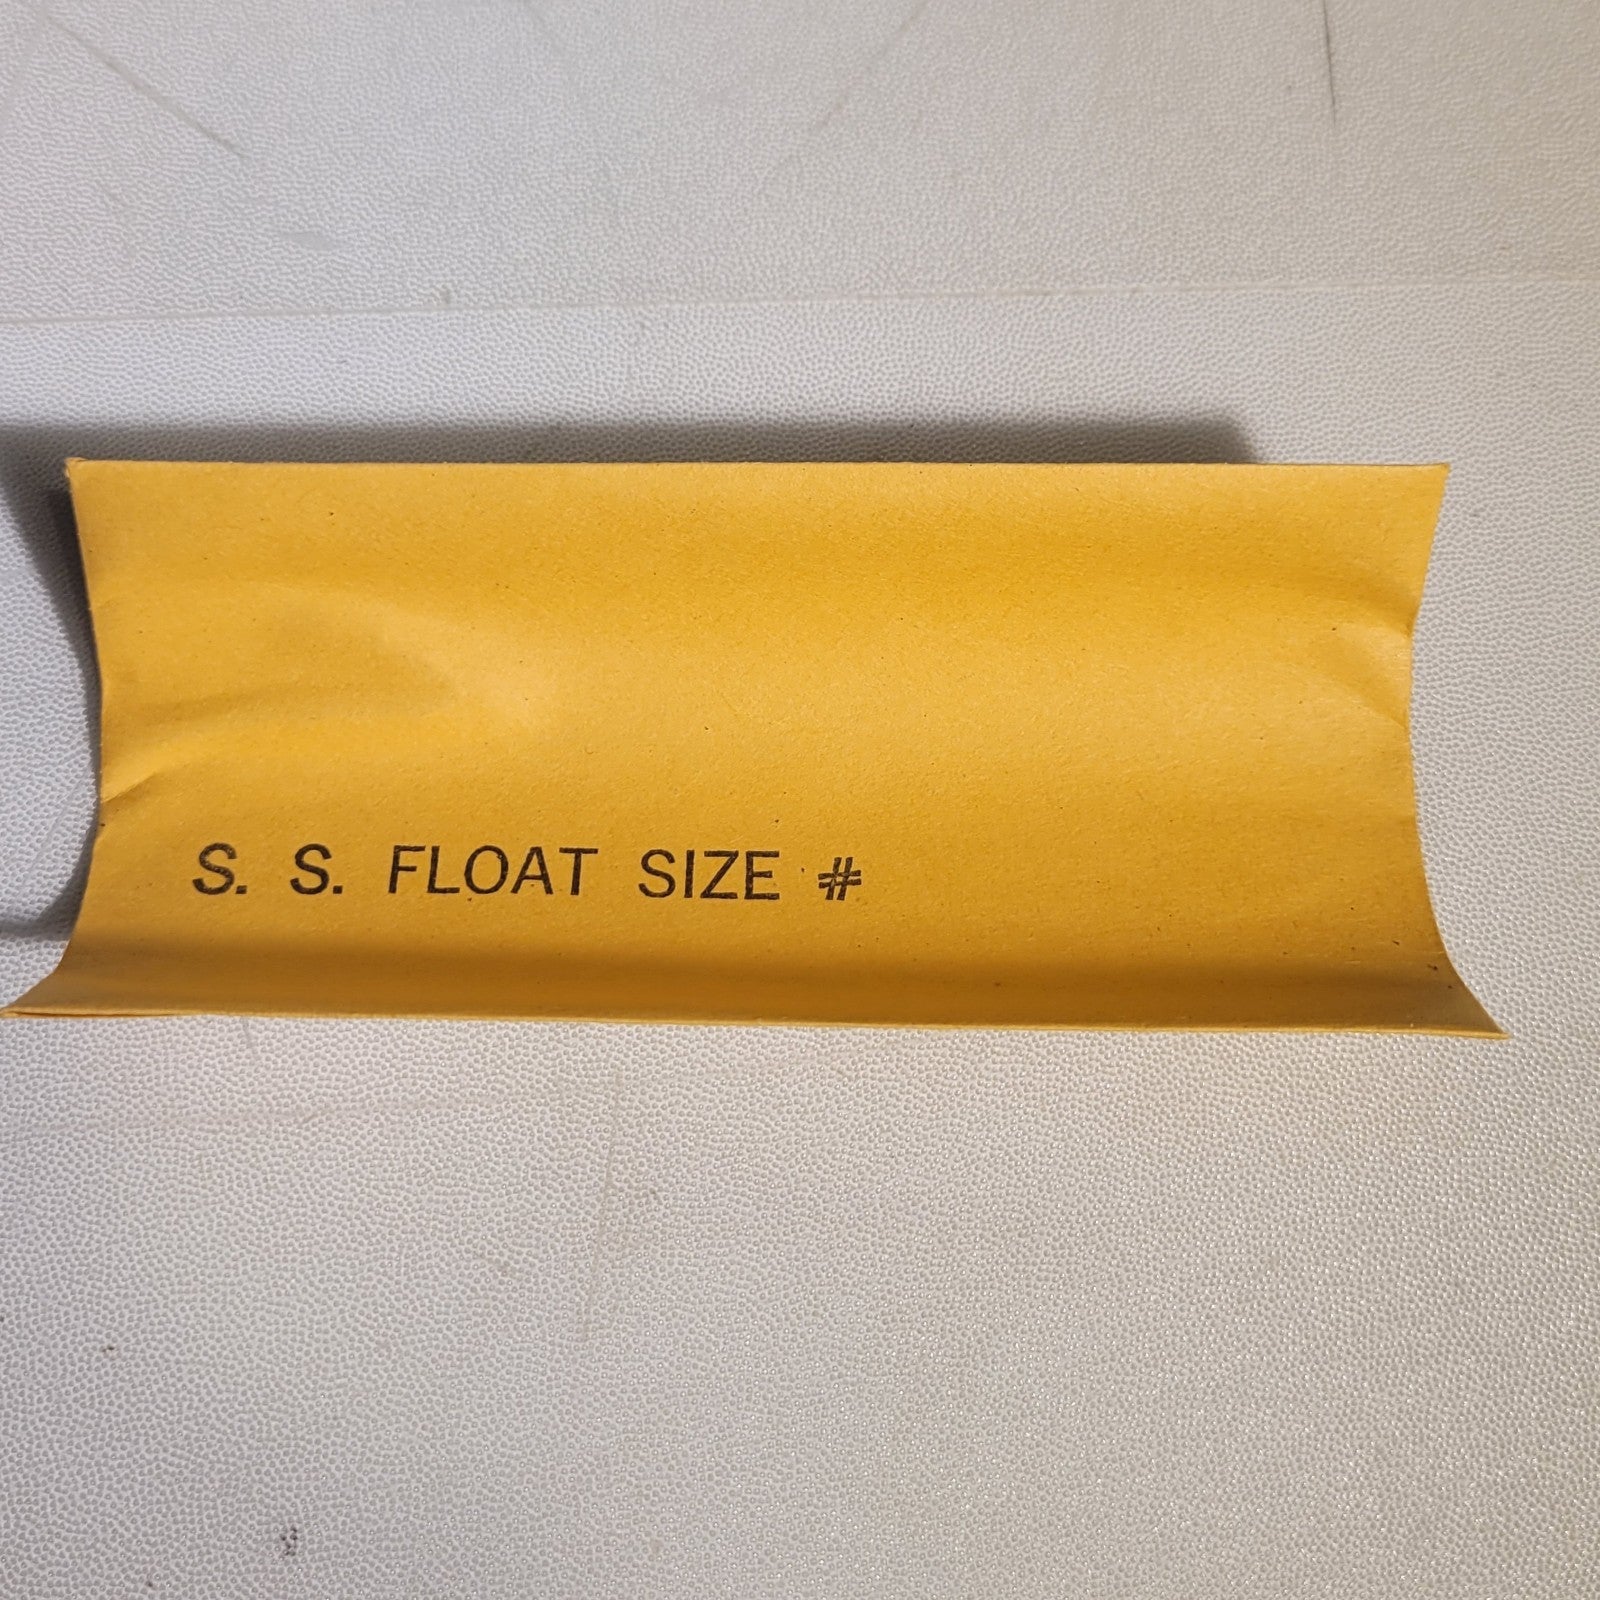 S. S. FLOAT SIZE #